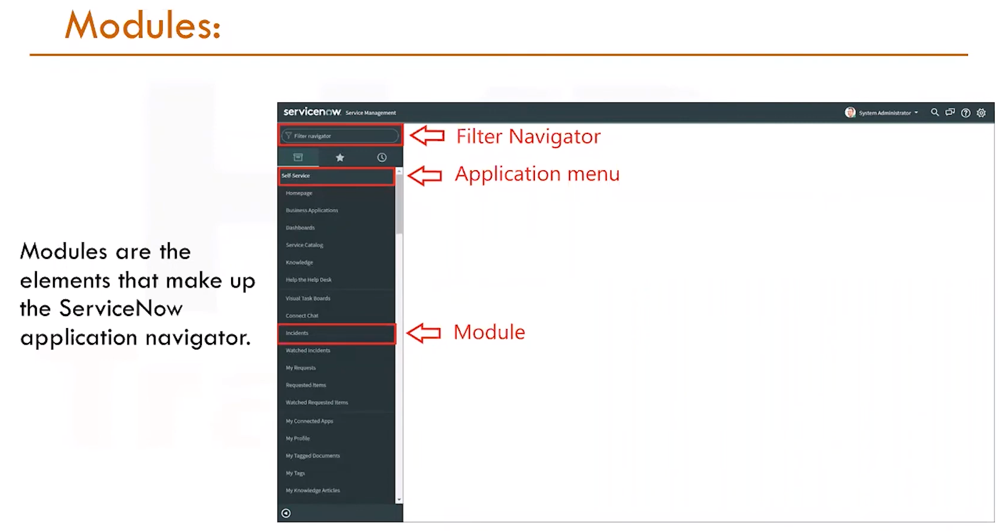 Modules:
servicenow Service Management
System Administrator
Filter navigator
Filter Navigator
Self-Service
Application menu
Homepage
Business Applications
Dashboards
Service Catalog
Knowledge
Help the Help Desk
Visual Task Boards
Connect Chat
Incidents
Module
Watched Incidents
My Requests
Requested Items
Watched Requested Items
My Connected Apps
My Profile
My Tagged Documents
My Tags
My Knowledge Articles
Modules are the
elements that make up
the ServiceNow
application navigator.